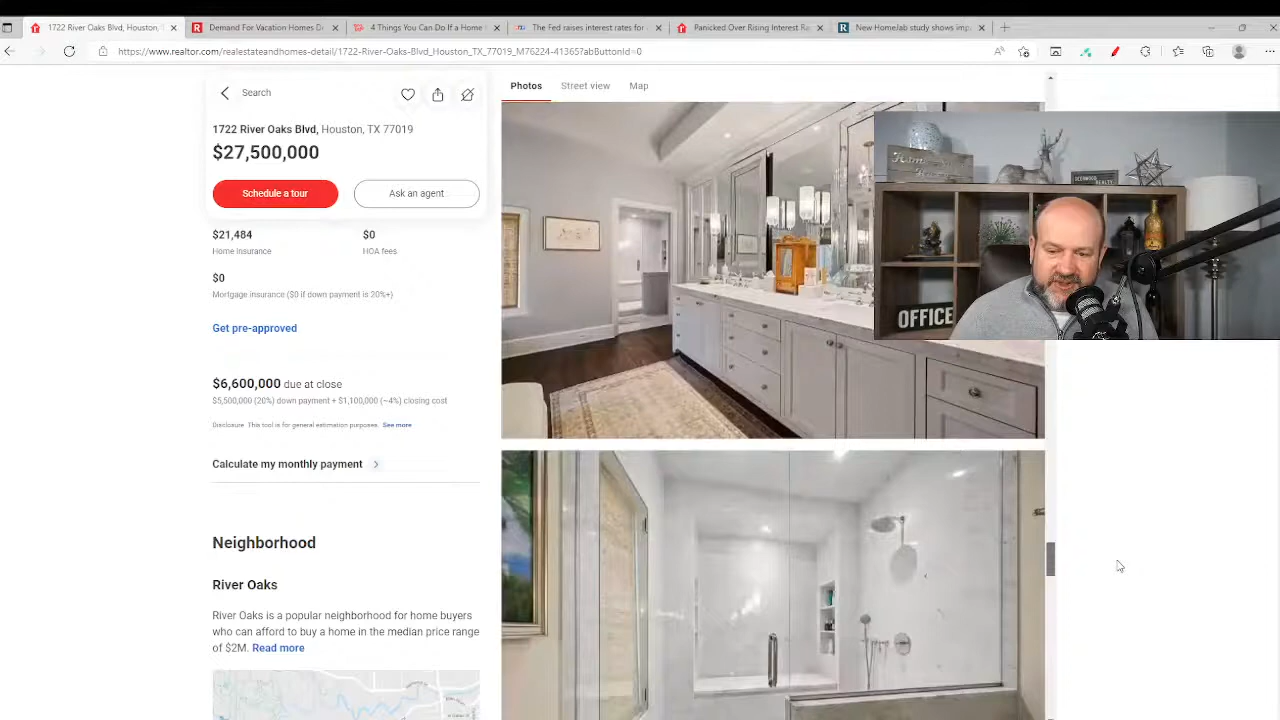 1722 River Oaks Blvd, Houston,
Demand For Vacation Homes D
4 Things You Can Do If a Home
The Fed raises interest rates for
Panicked Over Rising Interest Ra
New HomeJab study shows imp
https://www.realtor.com/realestateandhomes-detail/1722-River-Oaks-Blvd_Houston_TX_77019_M76224-41365?abButtonId=0
Search
1722 River Oaks Blvd, Houston, TX 77019
$27,500,000
Schedule a tour
Ask an agent
$21,484
$0
Home insurance
HOA fees
$0
Mortgage insurance ($0 if down payment is 20%+)
Get pre-approved
$6,600,000 due at close
$5,500,000 (20%) down payment + $1,100,000 (~4%) closing cost
Disclosure This tool is for general estimation purposes. See more
Calculate my monthly payment
Neighborhood
River Oaks
River Oaks is a popular neighborhood for home buyers
who can afford to buy a home in the median price range
of $2M. Read more
Photos
Street view
Map
OFFICE